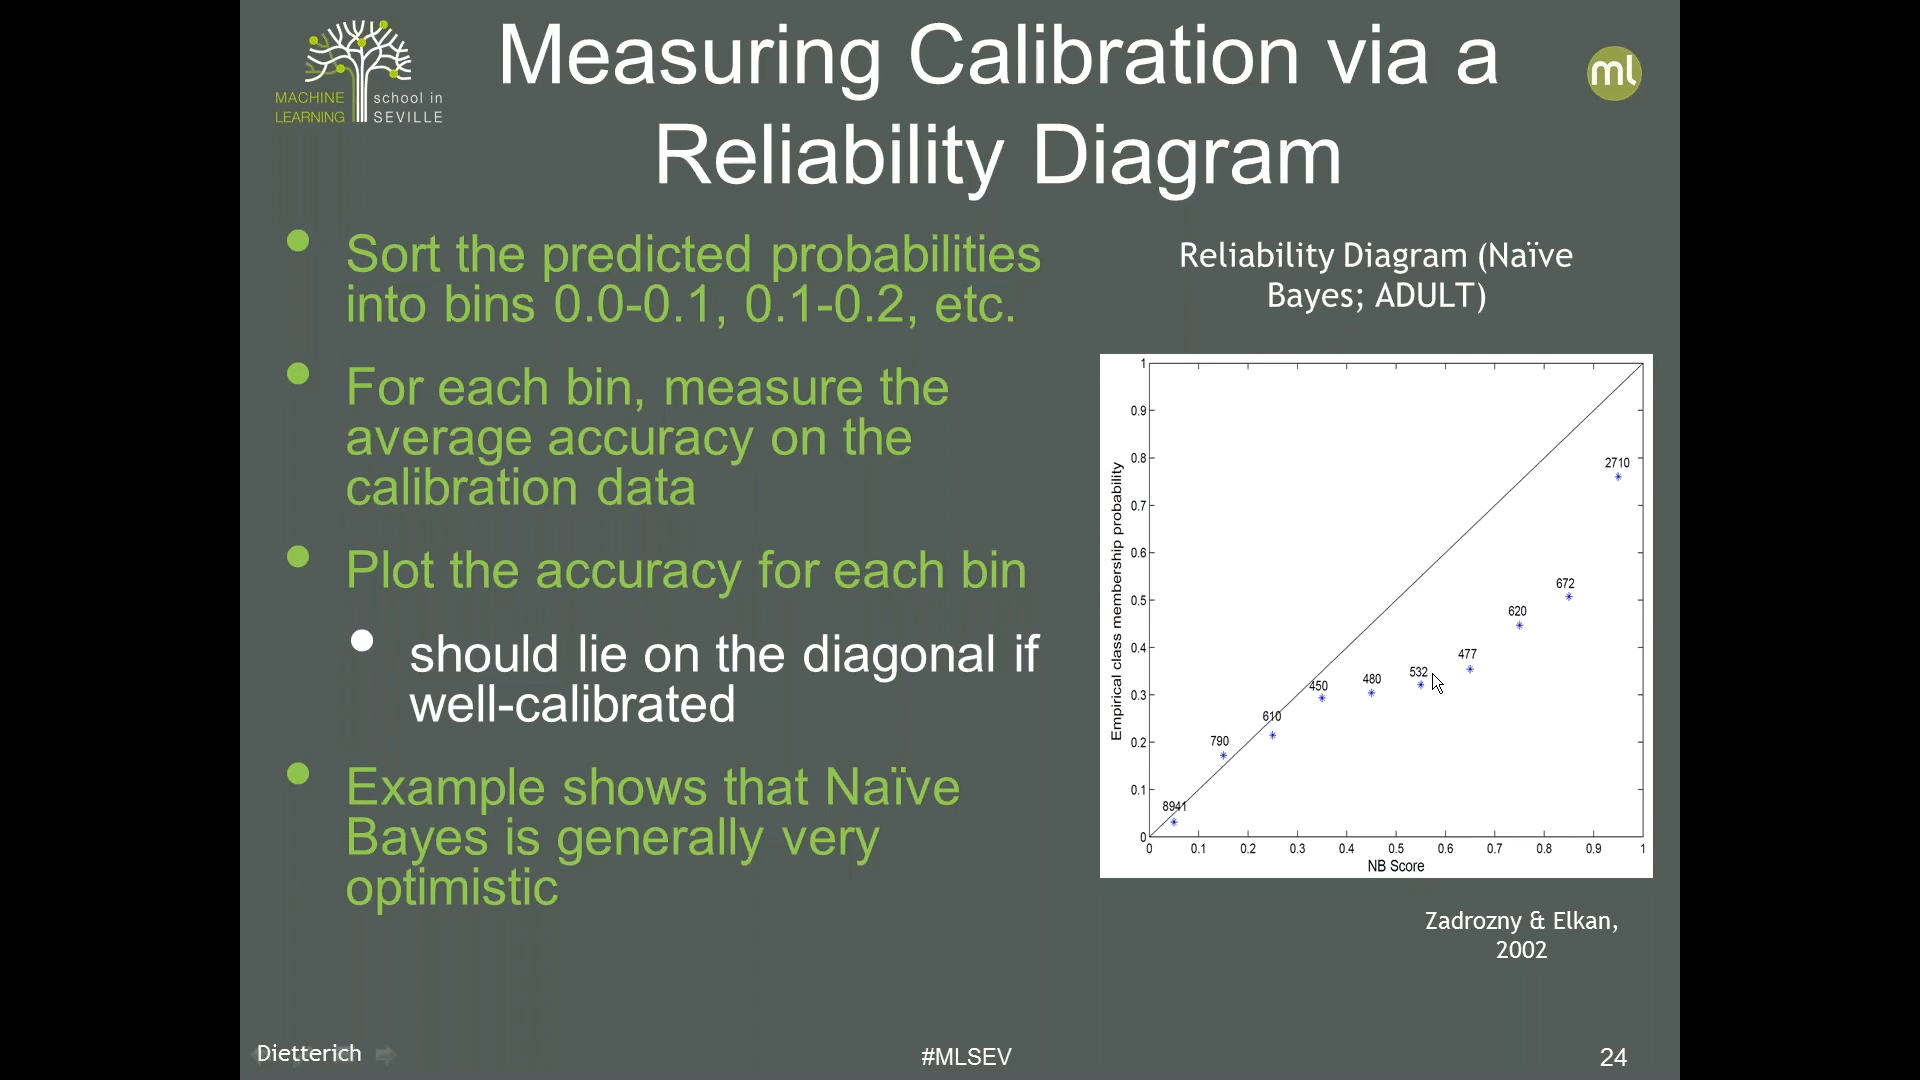 Measuring Calibration via a
Reliability Diagram
MACHINE school in
LEARNING SEVILLE
ml
• Sort the predicted probabilities
into bins 0.0-0.1, 0.1-0.2, etc.
• For each bin, measure the
average accuracy on the
calibration data
• Plot the accuracy for each bin
• should lie on the diagonal if
well-calibrated
• Example shows that Naïve
Bayes is generally very
optimistic
Reliability Diagram (Naïve
Bayes; ADULT)
Empirical class membership probability
1
0.9
0.8
0.7
0.6
0.5
0.4
0.3
0.2
0.1
0
8941
790
610
450
480
532
477
620
672
2710
0 0.1 0.2 0.3 0.4 0.5 0.6 0.7 0.8 0.9 1
NB Score
Zadrozny & Elkan,
2002
Dietterich
#MLSEV
24